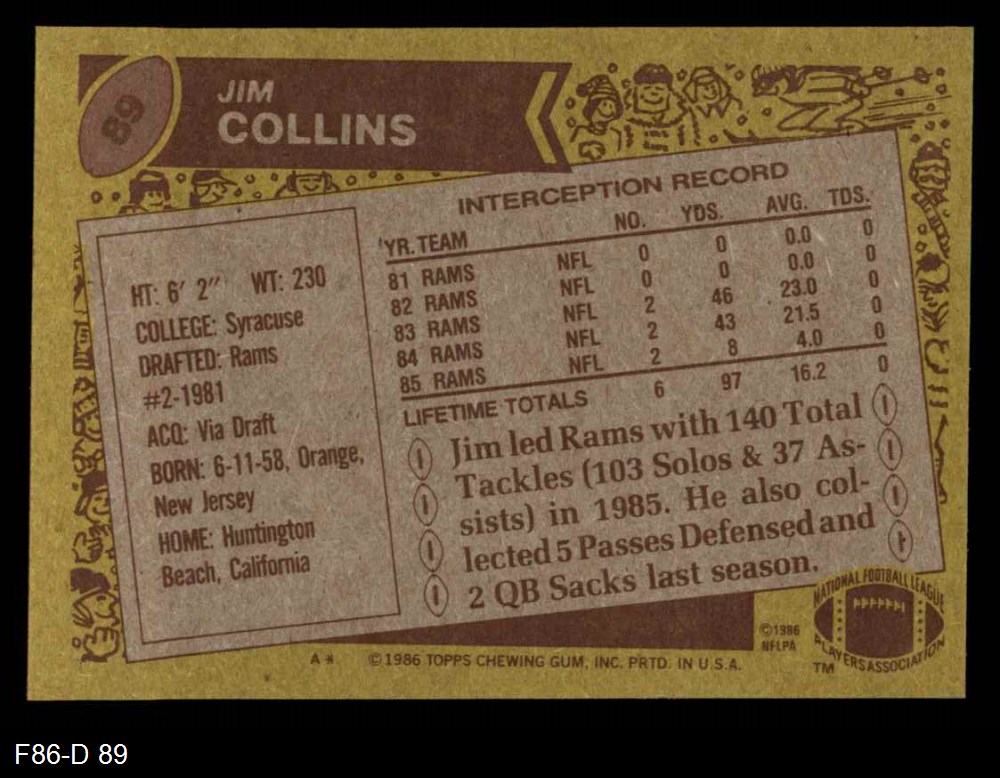 89
JIM
COLLINS
HT: 6′ 2″ WT: 230
COLLEGE: Syracuse
DRAFTED: Rams
#2-1981
ACQ: Via Draft
BORN: 6-11-58, Orange,
New Jersey
HOME: Huntington
Beach, California
INTERCEPTION RECORD
YR. TEAM NO. YDS. AVG. TDS.
81 RAMS NFL 0 0 0.0 0
82 RAMS NFL 0 0 0.0 0
83 RAMS NFL 2 46 23.0 0
84 RAMS NFL 2 43 21.5 0
85 RAMS NFL 2 8 4.0 0
LIFETIME TOTALS 6 97 16.2 0
Jim led Rams with 140 Total
Tackles (103 Solos & 37 As-
sists) in 1985. He also col-
lected 5 Passes Defensed and
2 QB Sacks last season.
©1986
NFLPA
NATIONAL FOOTBALL LEAGUE
PLAYERS ASSOCIATION
TM
A* ©1986 TOPPS CHEWING GUM, INC. PRTD. IN U.S.A.
F86-D 89